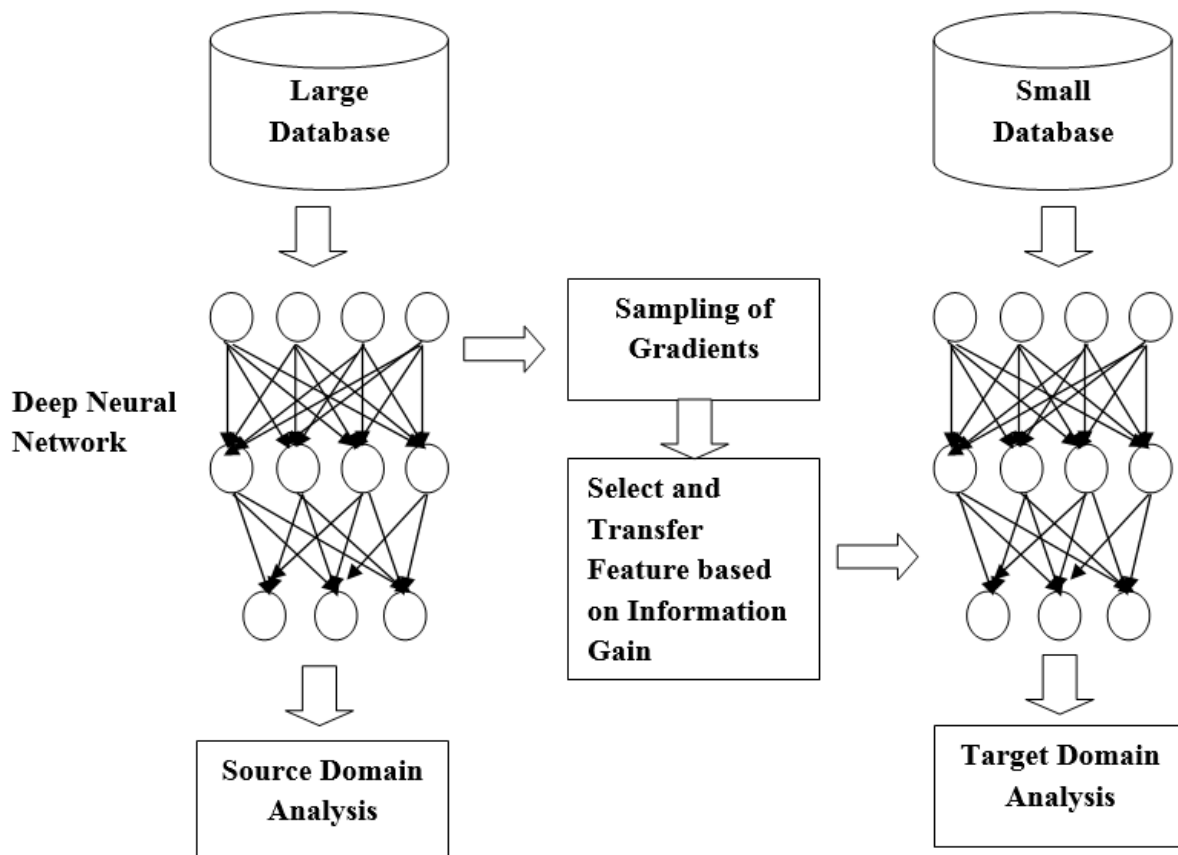 Large
Database
Small
Database
Sampling of
Gradients
Deep Neural
Network
Select and
Transfer
Feature based
on Information
Gain
Source Domain
Analysis
Target Domain
Analysis